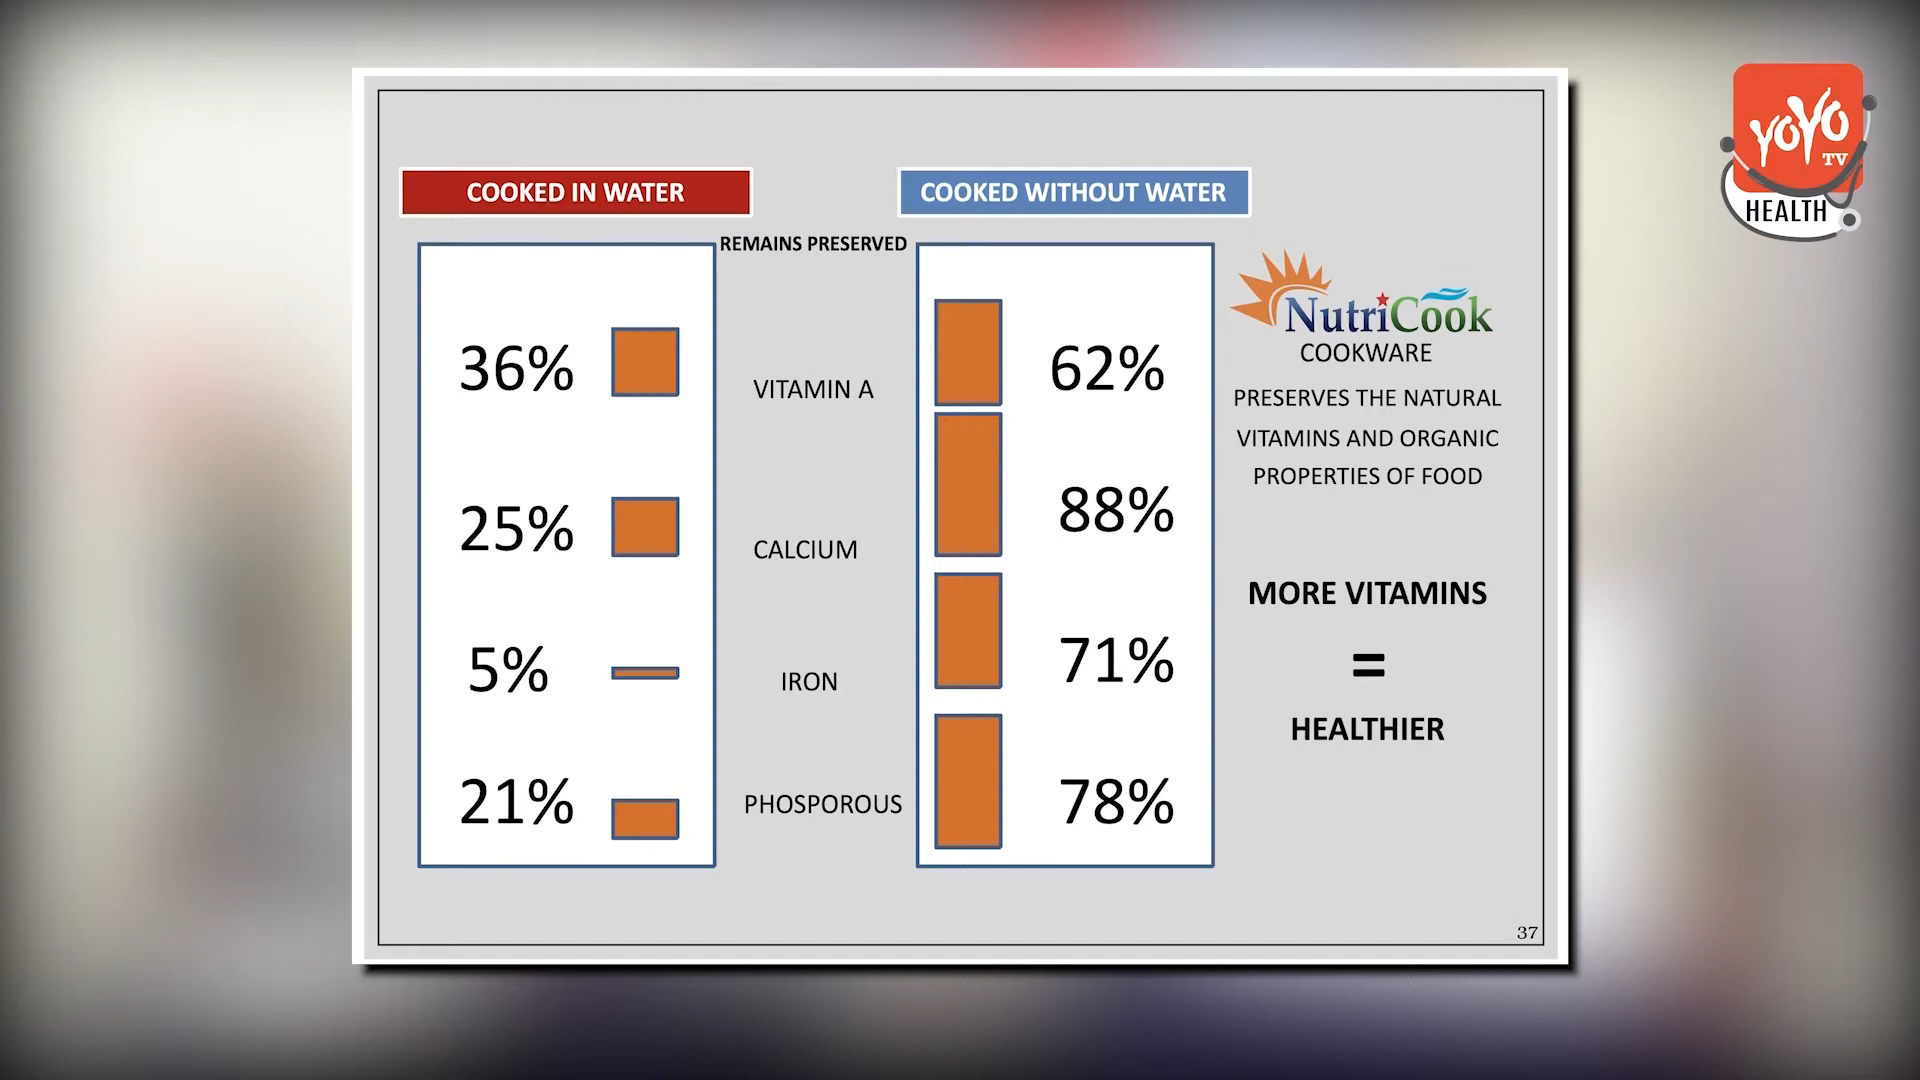 YOYO
TV
HEALTH
COOKED IN WATER
COOKED WITHOUT WATER
REMAINS PRESERVED
36%
VITAMIN A
62%
25%
CALCIUM
88%
5%
IRON
71%
21%
PHOSPOROUS
78%
NutriCook
COOKWARE
PRESERVES THE NATURAL
VITAMINS AND ORGANIC
PROPERTIES OF FOOD
MORE VITAMINS
=
HEALTHIER
37